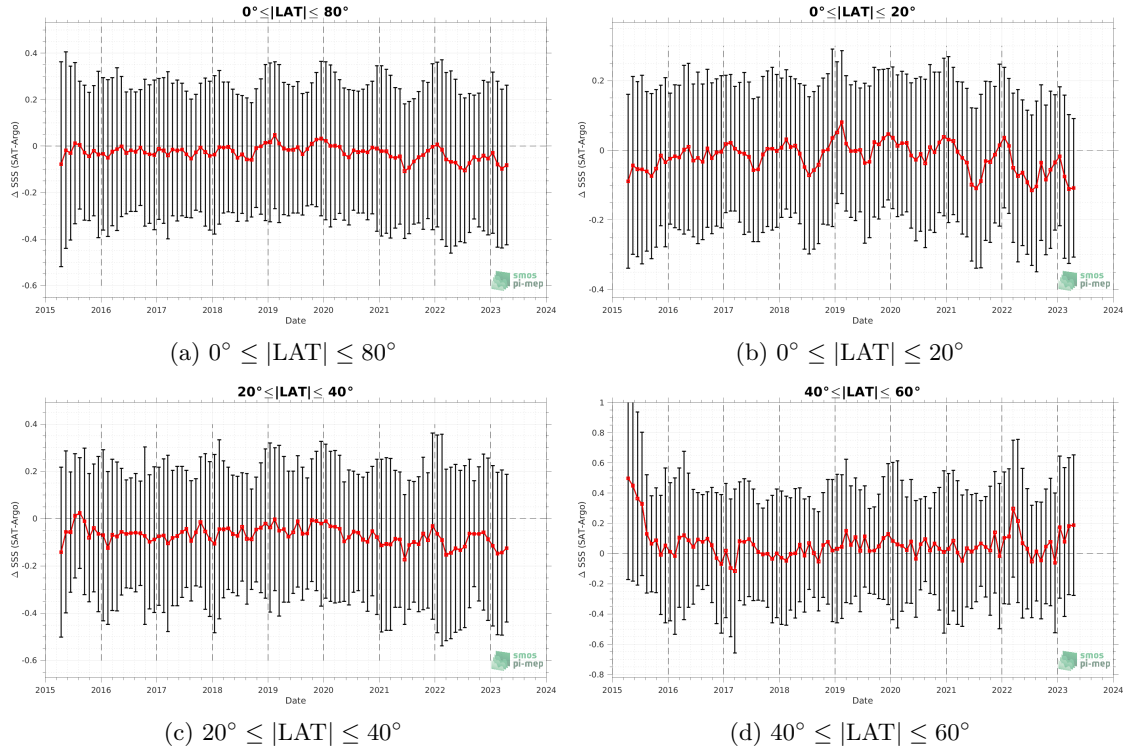 0°≤|LAT|≤ 80°
Δ SSS (SAT-Argo)
0.4
0.2
0
-0.2
-0.4
-0.6
2015 2016 2017 2018 2019 2020 2021 2022 2023 2024
Date
smos
pi-mep
(a) 0° ≤ |LAT| ≤ 80°
0°≤|LAT|≤ 20°
Δ SSS (SAT-Argo)
0.2
0
-0.2
-0.4
2015 2016 2017 2018 2019 2020 2021 2022 2023 2024
Date
smos
pi-mep
(b) 0° ≤ |LAT| ≤ 20°
20°≤|LAT|≤ 40°
Δ SSS (SAT-Argo)
0.4
0.2
0
-0.2
-0.4
-0.6
2015 2016 2017 2018 2019 2020 2021 2022 2023 2024
Date
smos
pi-mep
(c) 20° ≤ |LAT| ≤ 40°
40°≤|LAT|≤ 60°
Δ SSS (SAT-Argo)
1
0.8
0.6
0.4
0.2
0
-0.2
-0.4
-0.6
-0.8
2015 2016 2017 2018 2019 2020 2021 2022 2023 2024
Date
smos
pi-mep
(d) 40° ≤ |LAT| ≤ 60°